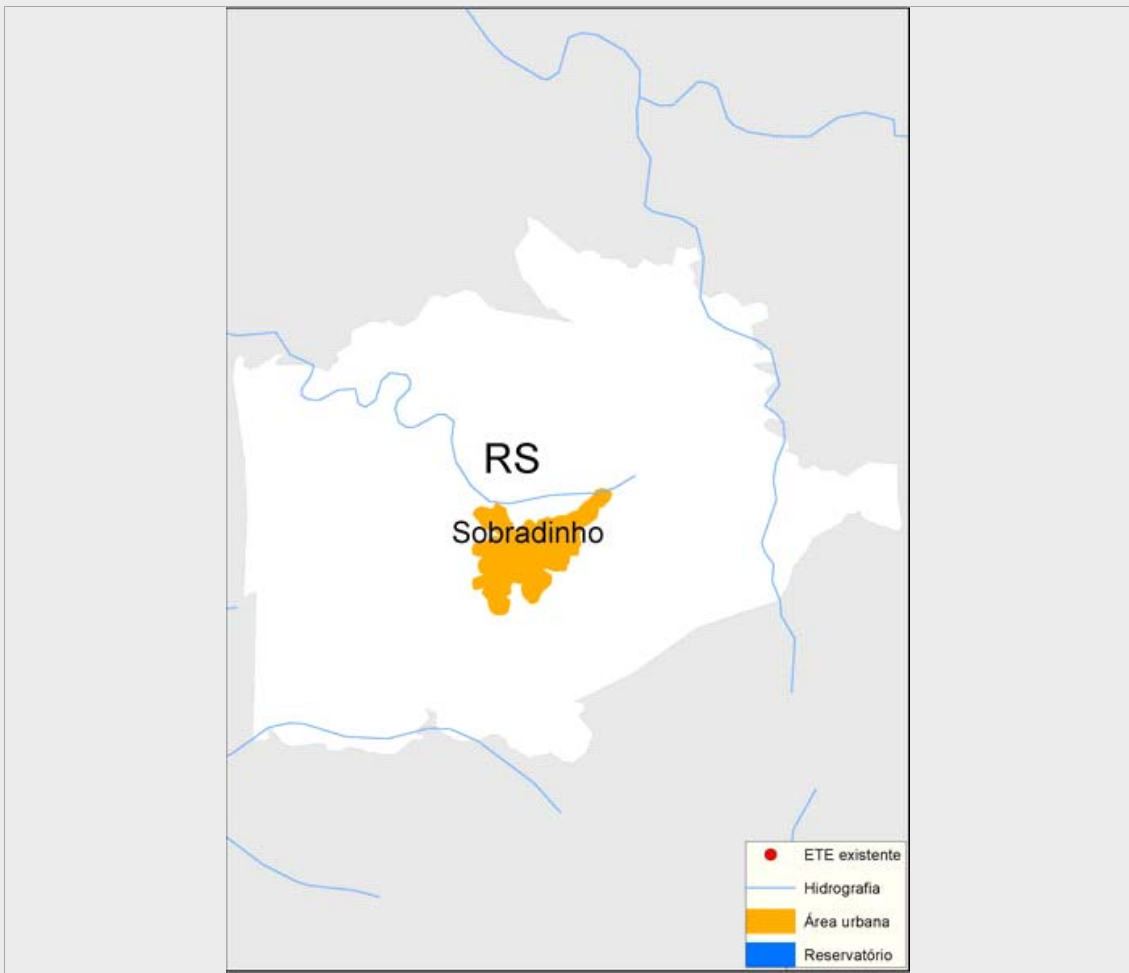 RS
Sobradinho
ETE existente
Hidrografia
Área urbana
Reservatório